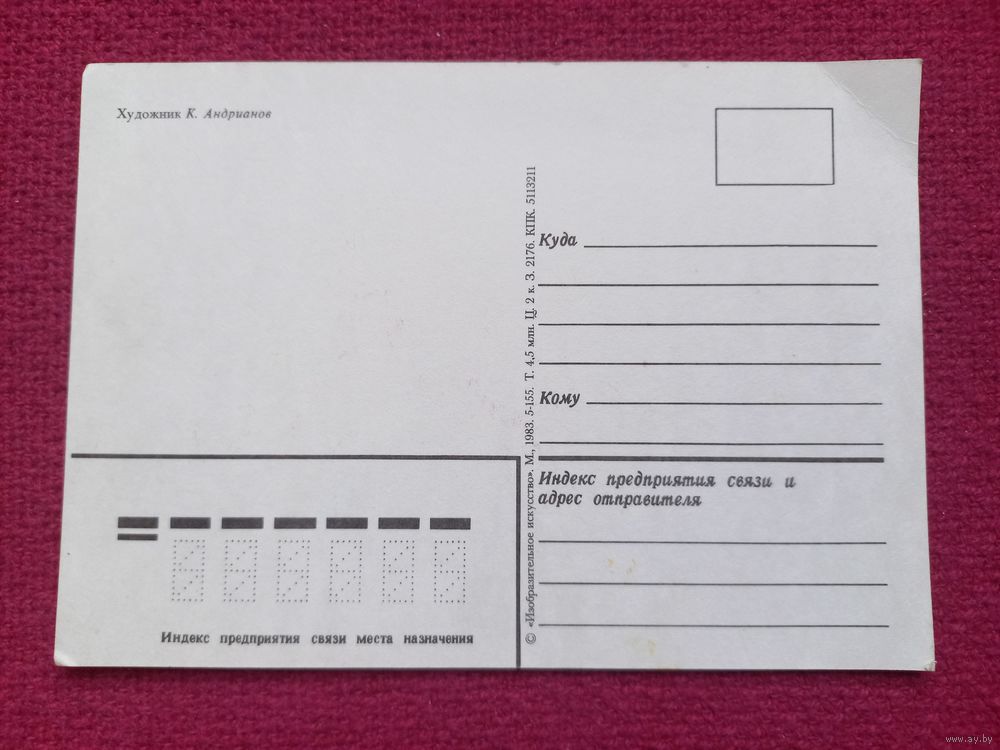 Художник К. Андрианов
Куда
Кому
Индекс предприятия связи и
адрес отправителя
© «Изобразительное искусство». М., 1983. 5-155. Т. 4,5 млн. Ц. 2 к. З. 2176. КПК. 5113211
Индекс предприятия связи места назначения
www.ay.by